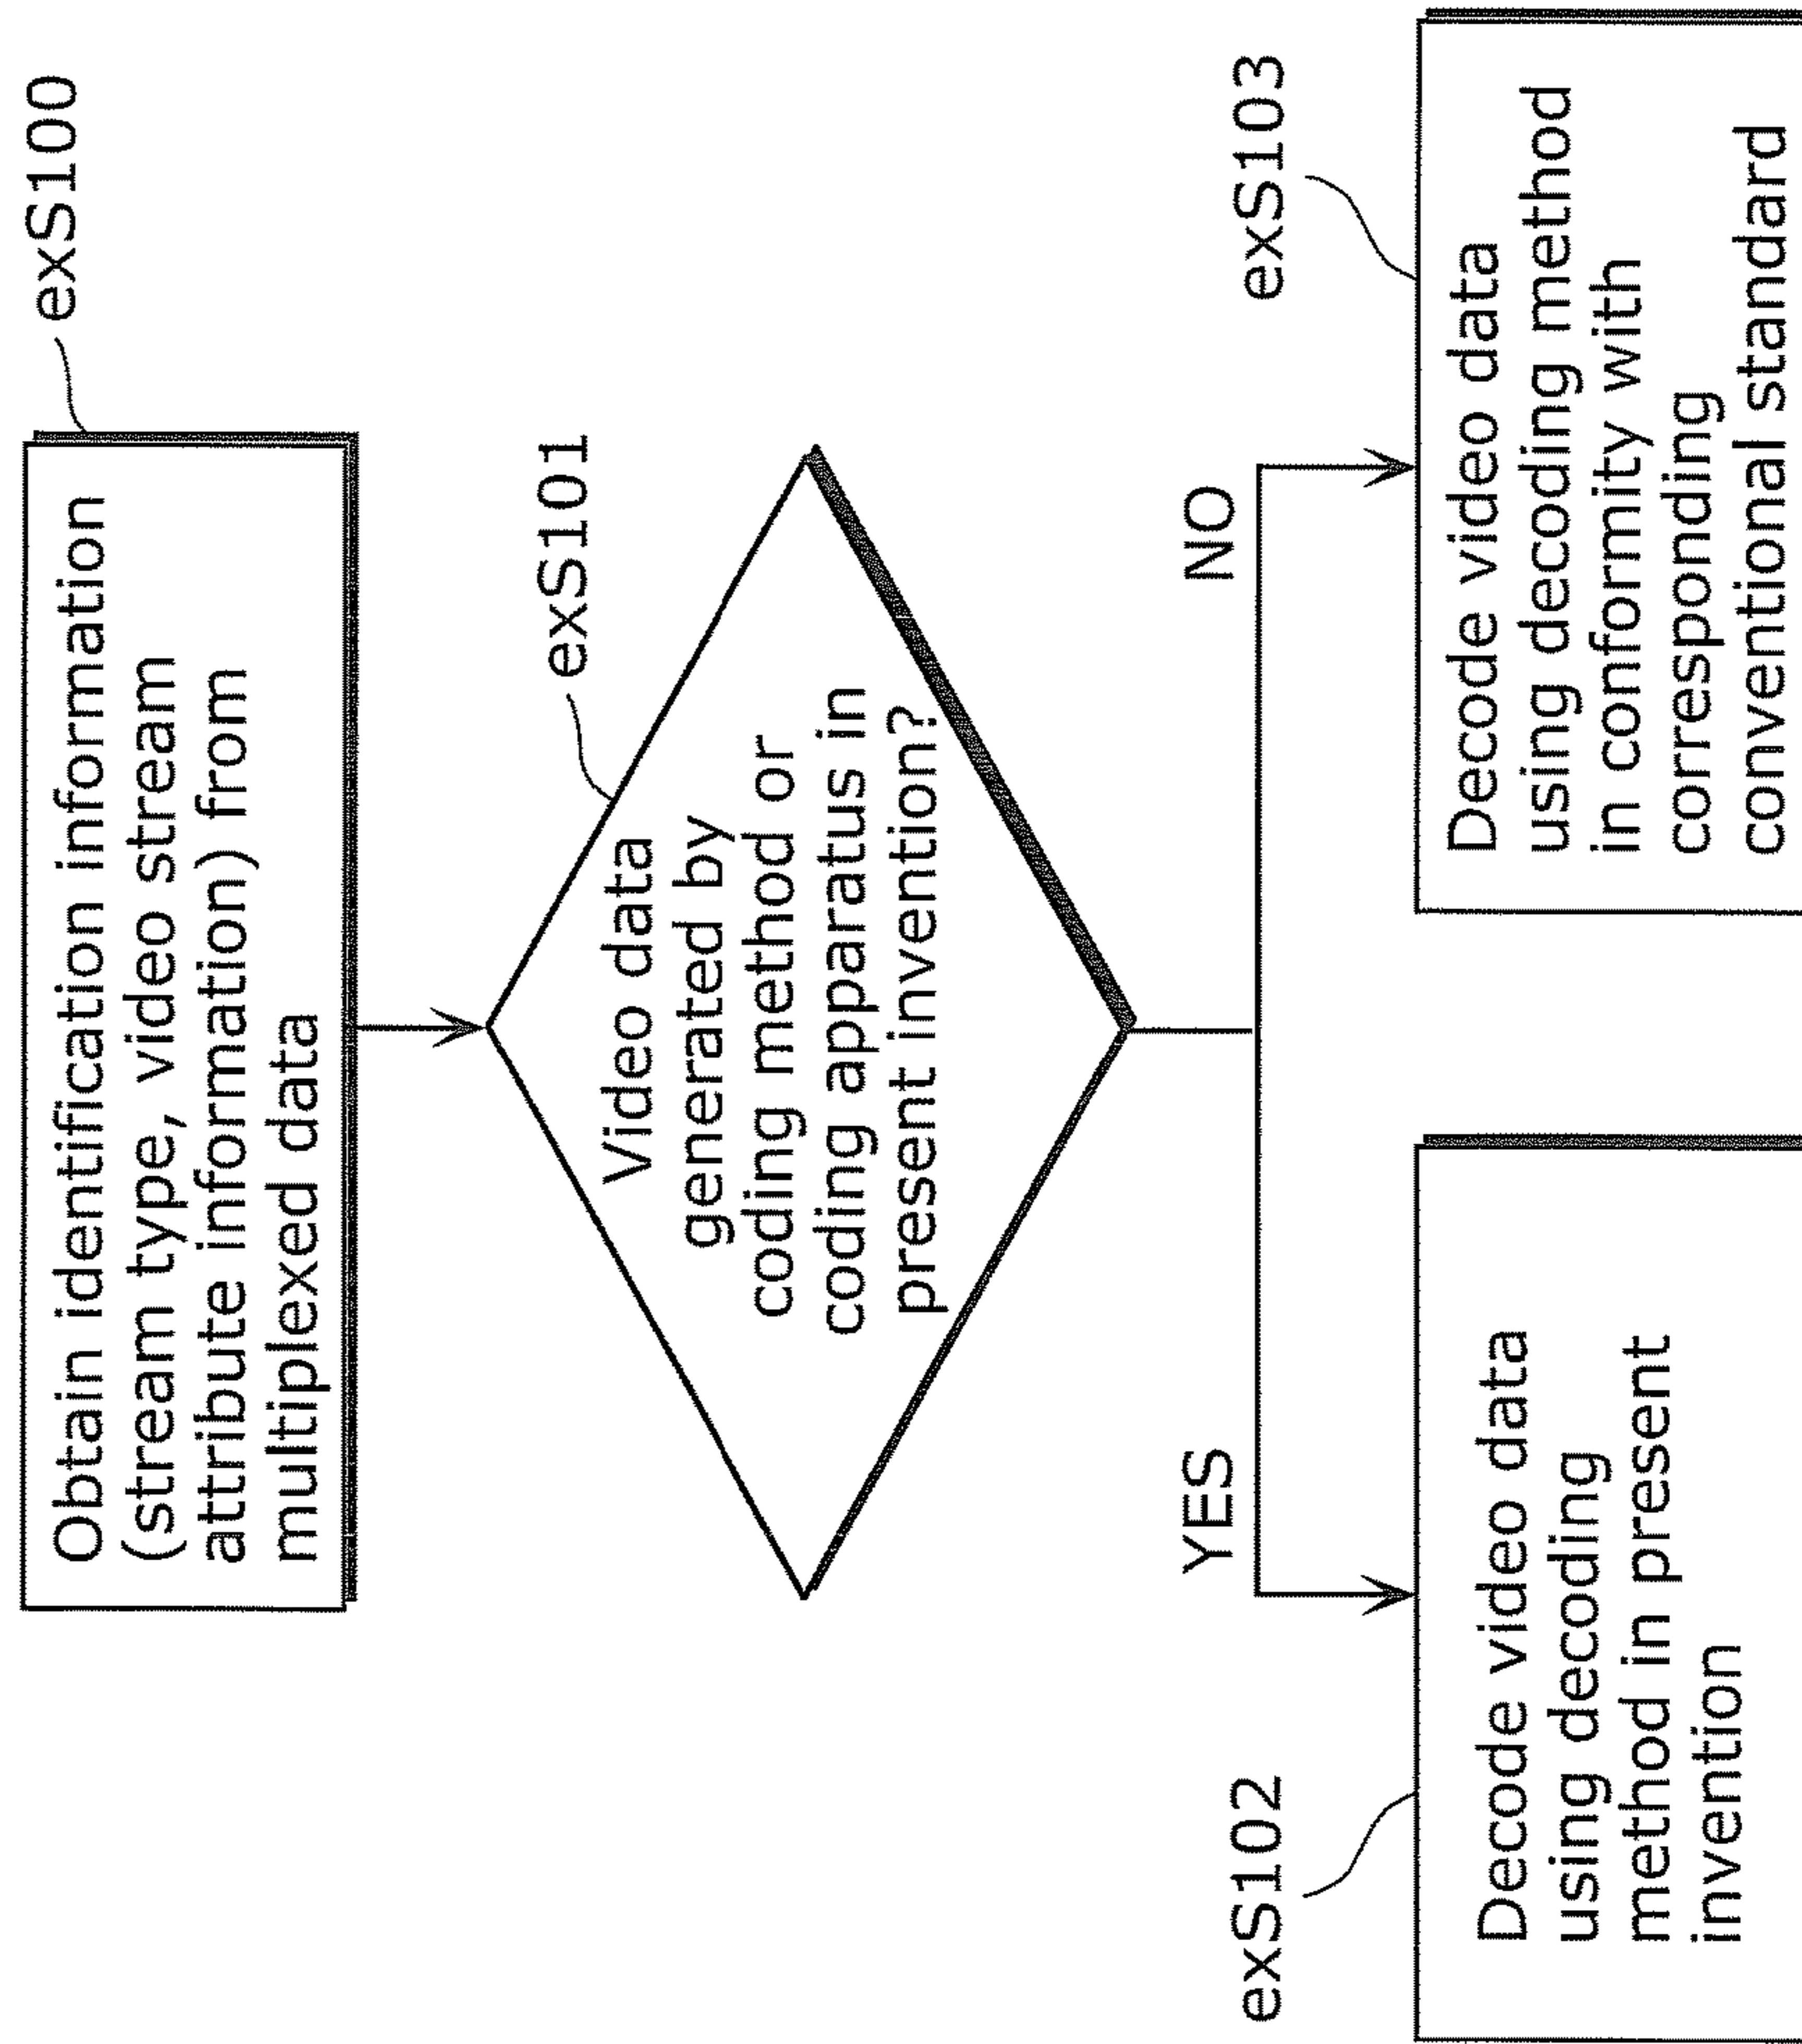 exS100
Obtain identification information
(stream type, video stream
attribute information) from
multiplexed data
exS101
Video data
generated by
coding method or
coding apparatus in
present invention?
YES
NO
exS102
Decode video data
using decoding
method in present
invention
exS103
Decode video data
using decoding method
in conformity with
corresponding
conventional standard